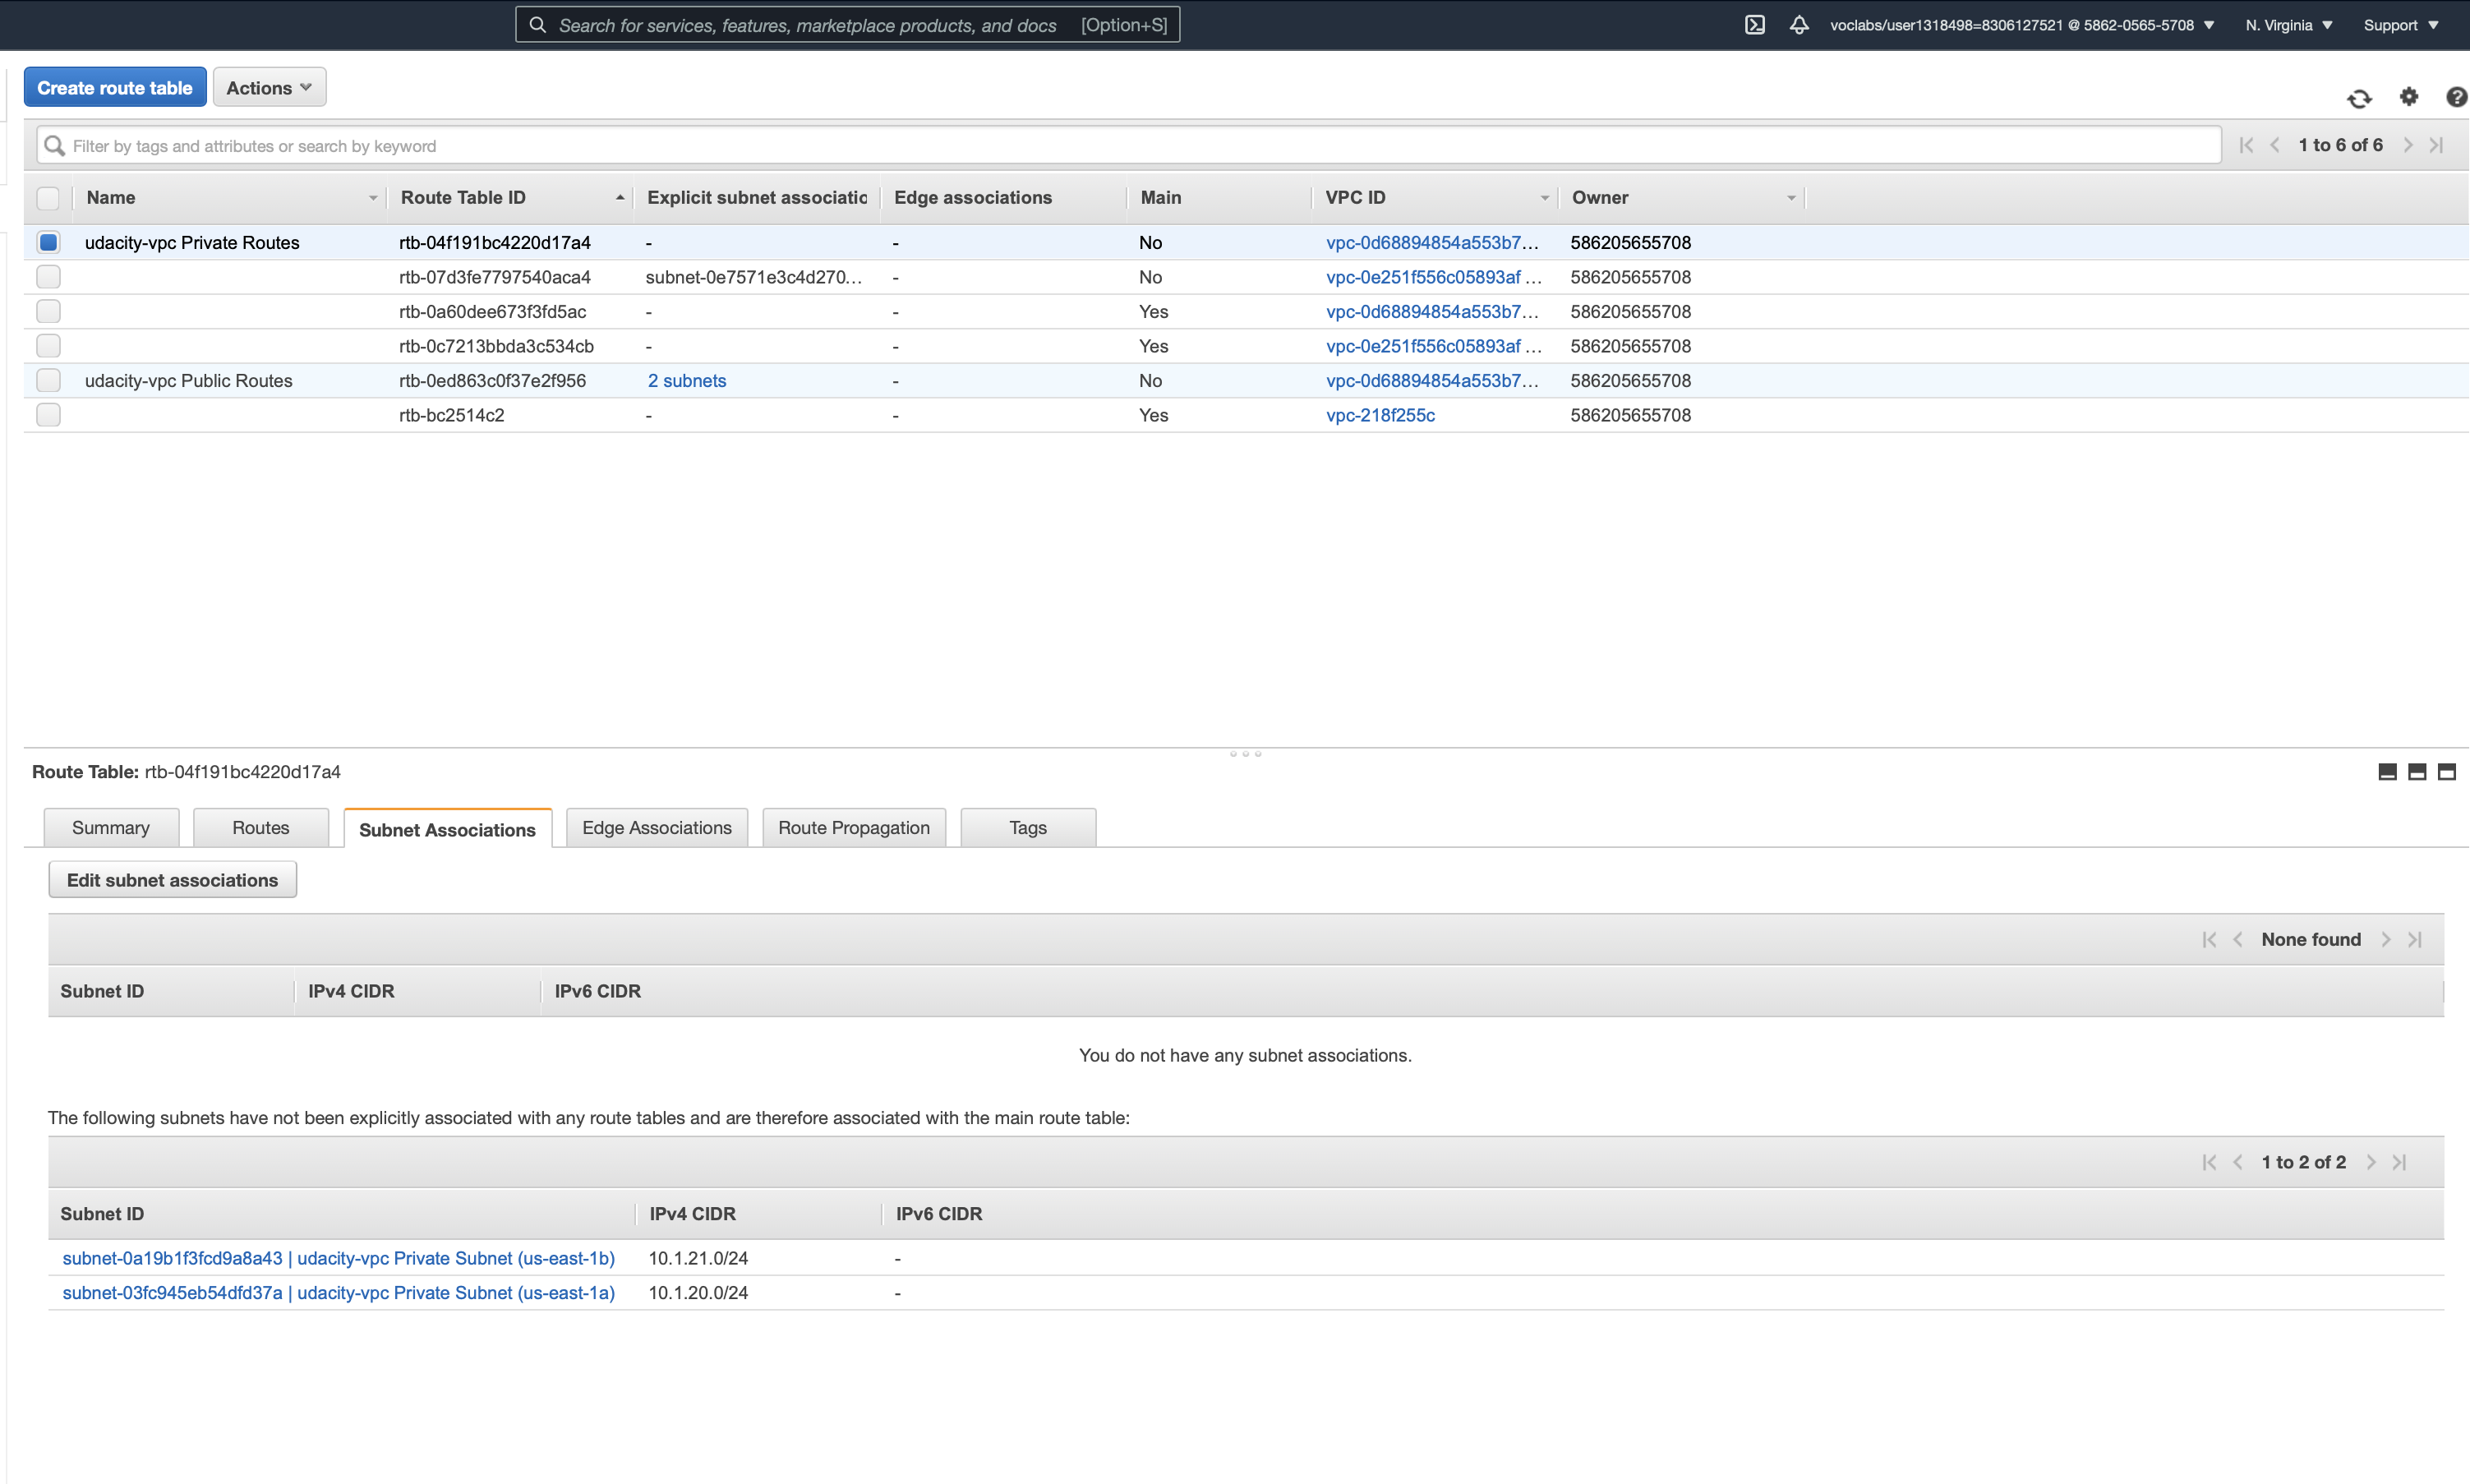 Search for services, features, marketplace products, and docs [Option+S] voclabs/user1318498=8306127521 @ 5862-0565-5708 N. Virginia Support
Create route table Actions
Filter by tags and attributes or search by keyword 1 to 6 of 6
Name Route Table ID Explicit subnet associatio Edge associations Main VPC ID Owner
udacity-vpc Private Routes rtb-04f191bc4220d17a4 - - No vpc-0d68894854a553b7... 586205655708
rtb-07d3fe7797540aca4 subnet-0e7571e3c4d270... - No vpc-0e251f556c05893af ... 586205655708
rtb-0a60dee673f3fd5ac - - Yes vpc-0d68894854a553b7... 586205655708
rtb-0c7213bbda3c534cb - - Yes vpc-0e251f556c05893af ... 586205655708
udacity-vpc Public Routes rtb-0ed863c0f37e2f956 2 subnets - No vpc-0d68894854a553b7... 586205655708
rtb-bc2514c2 - - Yes vpc-218f255c 586205655708
Route Table: rtb-04f191bc4220d17a4
Summary Routes Subnet Associations Edge Associations Route Propagation Tags
Edit subnet associations
None found
Subnet ID IPv4 CIDR IPv6 CIDR
You do not have any subnet associations.
The following subnets have not been explicitly associated with any route tables and are therefore associated with the main route table:
1 to 2 of 2
Subnet ID IPv4 CIDR IPv6 CIDR
subnet-0a19b1f3fcd9a8a43 | udacity-vpc Private Subnet (us-east-1b) 10.1.21.0/24 -
subnet-03fc945eb54dfd37a | udacity-vpc Private Subnet (us-east-1a) 10.1.20.0/24 -